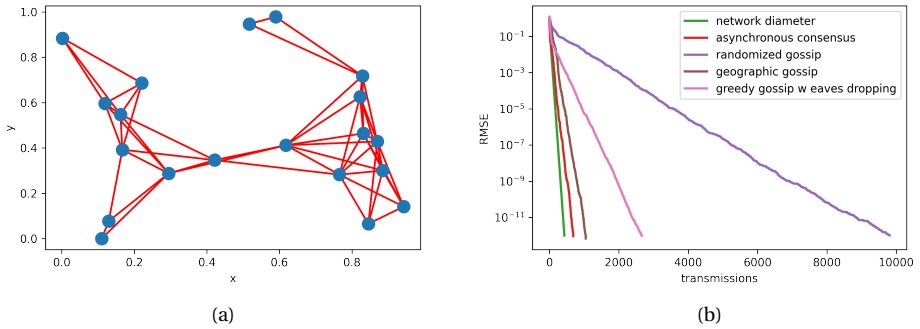 1.0
0.8
0.6
0.4
0.2
0.0
y
0.0 0.2 0.4 0.6 0.8
x
(a)
10⁻¹
10⁻³
10⁻⁵
10⁻⁷
10⁻⁹
10⁻¹¹
RMSE
network diameter
asynchronous consensus
randomized gossip
geographic gossip
greedy gossip w eaves dropping
0 2000 4000 6000 8000 10000
transmissions
(b)